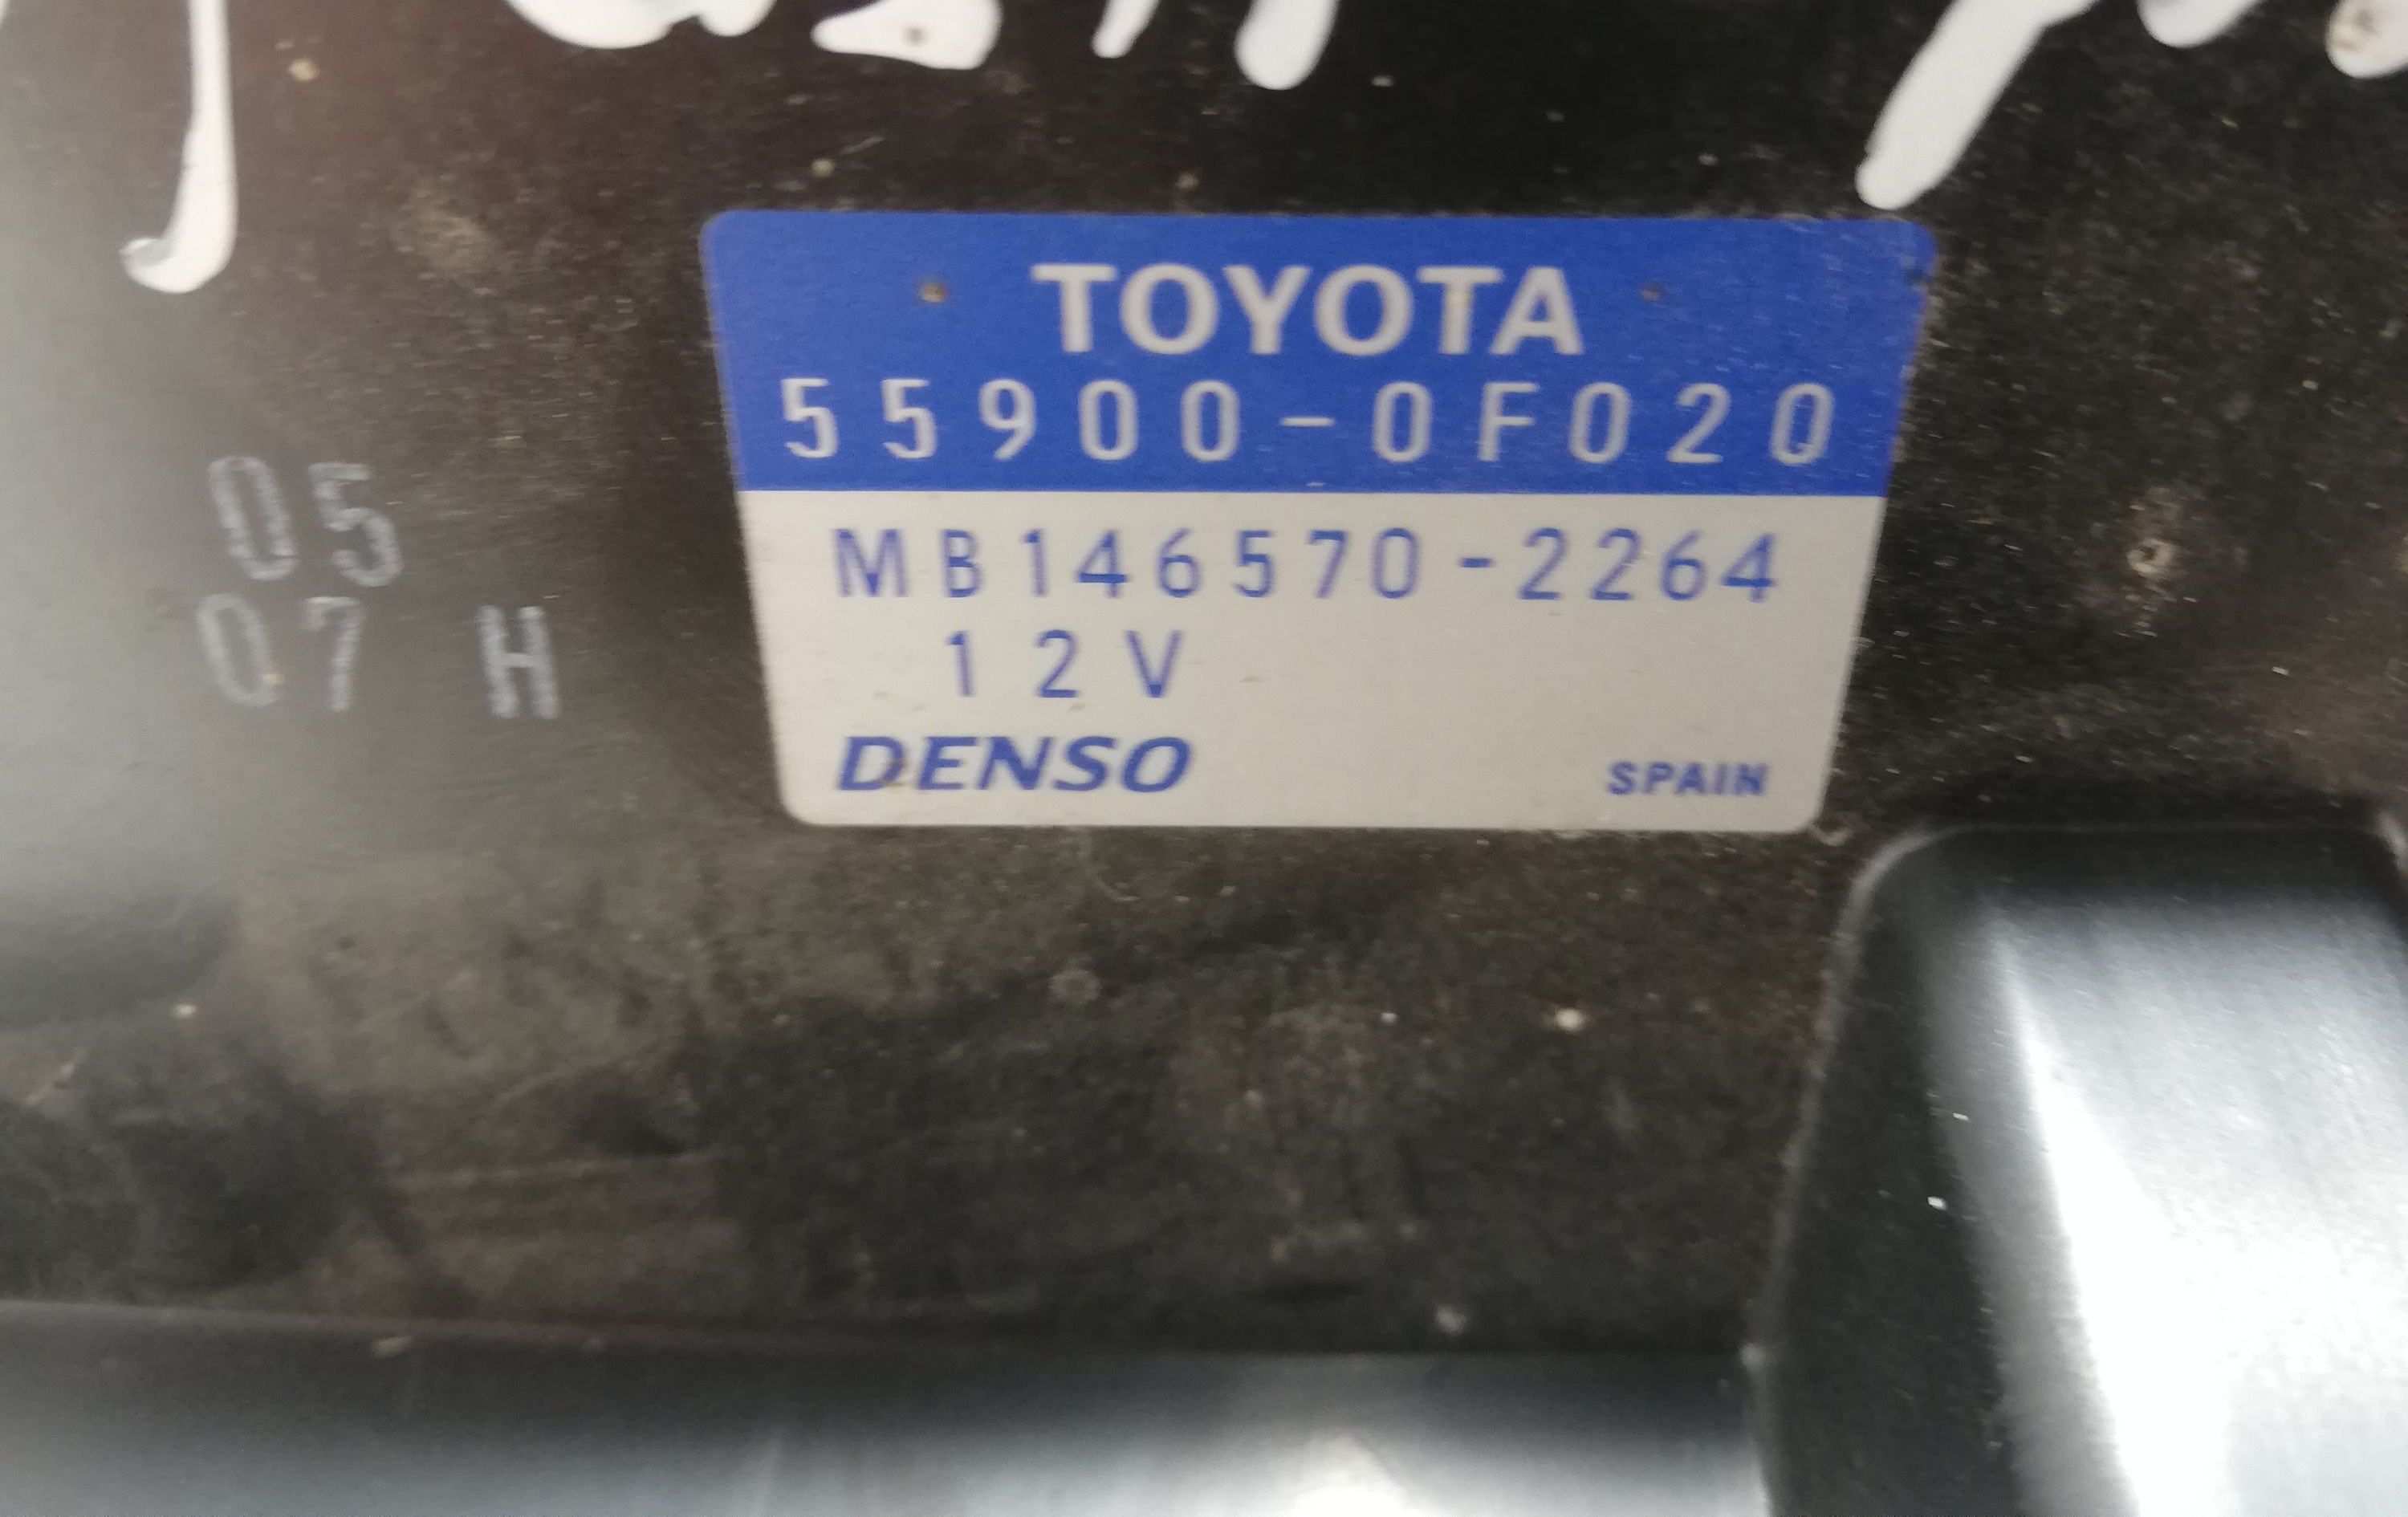 TOYOTA
55900-0F020
MB146570-2264
12V
DENSO
SPAIN
05
07 H